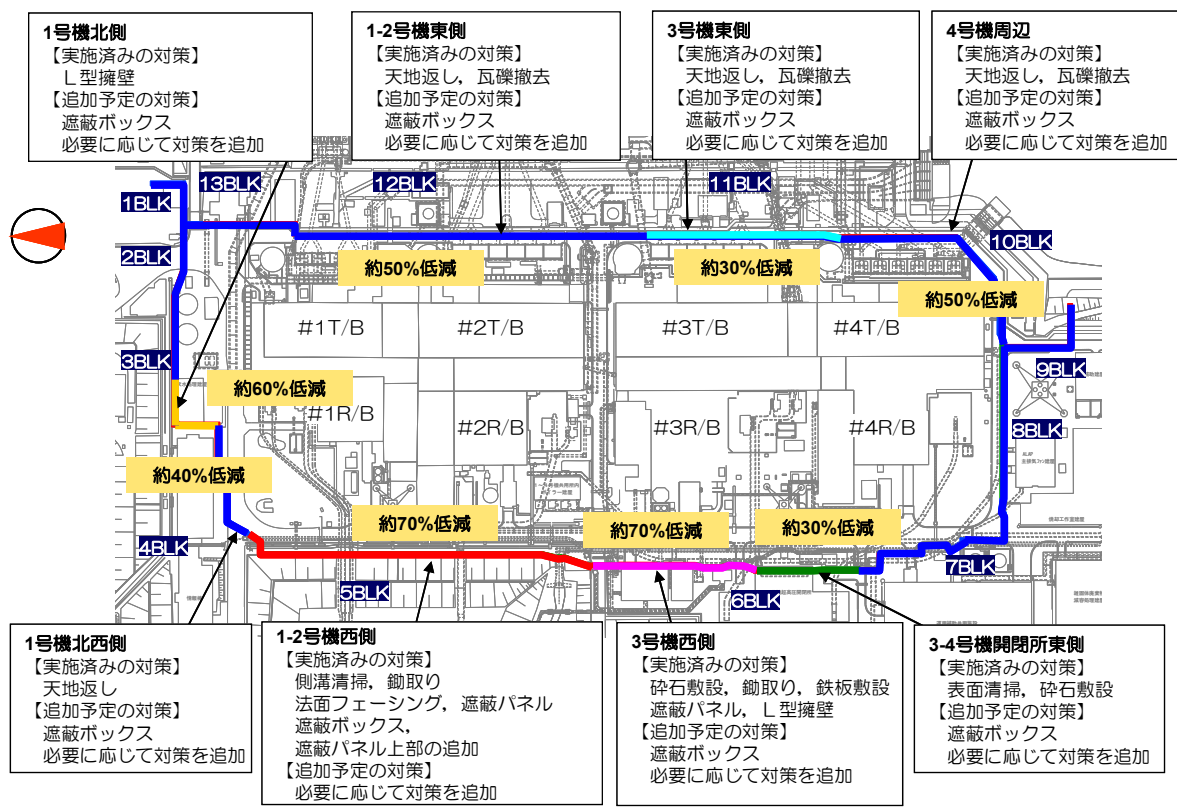 1号機北側
【実施済みの対策】
L型擁壁
【追加予定の対策】
遮蔽ボックス
必要に応じて対策を追加
1-2号機東側
【実施済みの対策】
天地返し，瓦礫撤去
【追加予定の対策】
遮蔽ボックス
必要に応じて対策を追加
3号機東側
【実施済みの対策】
天地返し，瓦礫撤去
【追加予定の対策】
遮蔽ボックス
必要に応じて対策を追加
4号機周辺
【実施済みの対策】
天地返し，瓦礫撤去
【追加予定の対策】
遮蔽ボックス
必要に応じて対策を追加
13BLK
12BLK
11BLK
1BLK
10BLK
2BLK
約50%低減
約30%低減
約50%低減
#1T/B
#2T/B
#3T/B
#4T/B
3BLK
9BLK
約60%低減
#1R/B
#2R/B
#3R/B
#4R/B
8BLK
約40%低減
約70%低減
約70%低減
約30%低減
4BLK
7BLK
5BLK
6BLK
1号機北西側
【実施済みの対策】
天地返し
【追加予定の対策】
遮蔽ボックス
必要に応じて対策を追加
1-2号機西側
【実施済みの対策】
側溝清掃，鋤取り
法面フェーシング，遮蔽パネル
遮蔽ボックス，
遮蔽パネル上部の追加
【追加予定の対策】
必要に応じて対策を追加
3号機西側
【実施済みの対策】
砕石敷設，鋤取り，鉄板敷設
遮蔽パネル，L型擁壁
【追加予定の対策】
遮蔽ボックス
必要に応じて対策を追加
3-4号機開閉所東側
【実施済みの対策】
表面清掃，砕石敷設
【追加予定の対策】
遮蔽ボックス
必要に応じて対策を追加